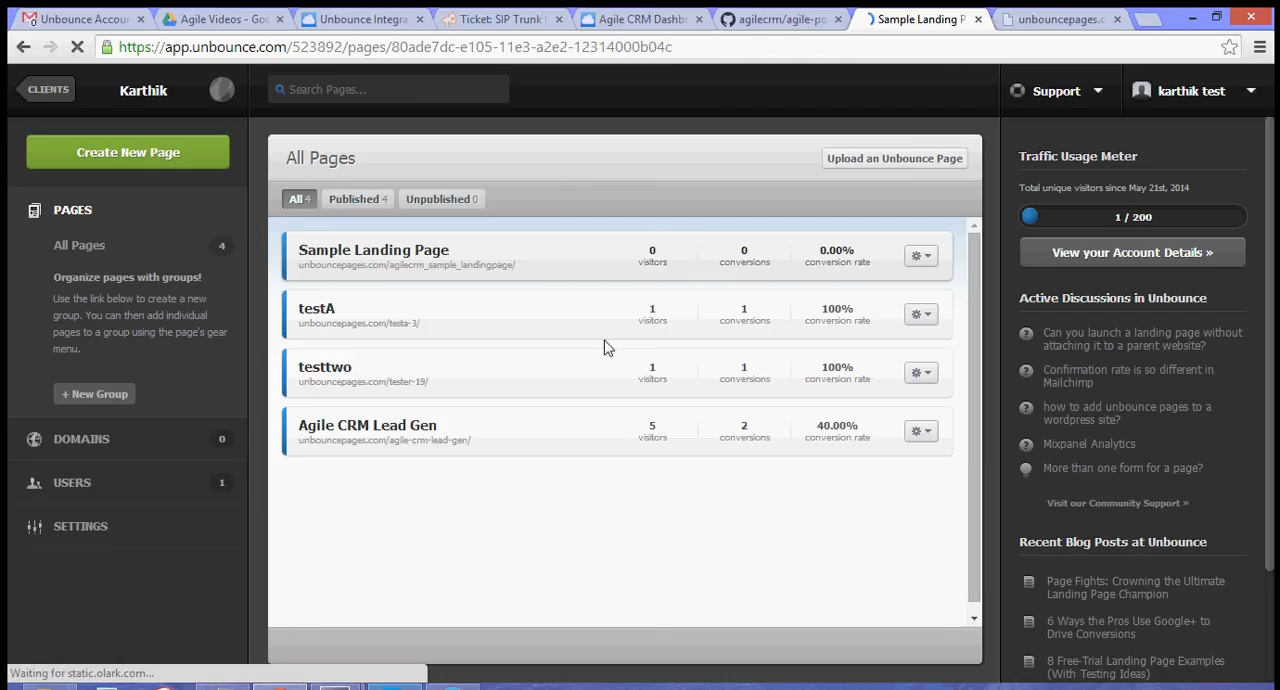 Unbounce Accour
Agile Videos - Goo
Unbounce Integra
Ticket: SIP Trunk
Agile CRM Dashb
agilecrm/agile-po
Sample Landing P
unbouncepages.c
https://app.unbounce.com/523892/pages/80ade7dc-e105-11e3-a2e2-12314000b04c
CLIENTS
Karthik
Search Pages...
Support
karthik test
Create New Page
PAGES
All Pages 4
Organize pages with groups!
Use the link below to create a new
group. You can then add individual
pages to a group using the page's gear
menu.
+ New Group
DOMAINS 0
USERS 1
SETTINGS
All Pages
Upload an Unbounce Page
All 4 Published 4 Unpublished 0
Sample Landing Page 0 0 0.00%
unbouncepages.com/agilecrm_sample_landingpage/ visitors conversions conversion rate
testA 1 1 100%
unbouncepages.com/testa-3/ visitors conversions conversion rate
testtwo 1 1 100%
unbouncepages.com/tester-19/ visitors conversions conversion rate
Agile CRM Lead Gen 5 2 40.00%
unbouncepages.com/agile-crm-lead-gen/ visitors conversions conversion rate
Traffic Usage Meter
Total unique visitors since May 21st, 2014
1 / 200
View your Account Details »
Active Discussions in Unbounce
Can you launch a landing page without
attaching it to a parent website?
Confirmation rate is so different in
Mailchimp
how to add unbounce pages to a
wordpress site?
Mixpanel Analytics
More than one form for a page?
Visit our Community Support »
Recent Blog Posts at Unbounce
Page Fights: Crowning the Ultimate
Landing Page Champion
6 Ways the Pros Use Google+ to
Drive Conversions
8 Free-Trial Landing Page Examples
(With Testing Ideas)
Waiting for static.olark.com...